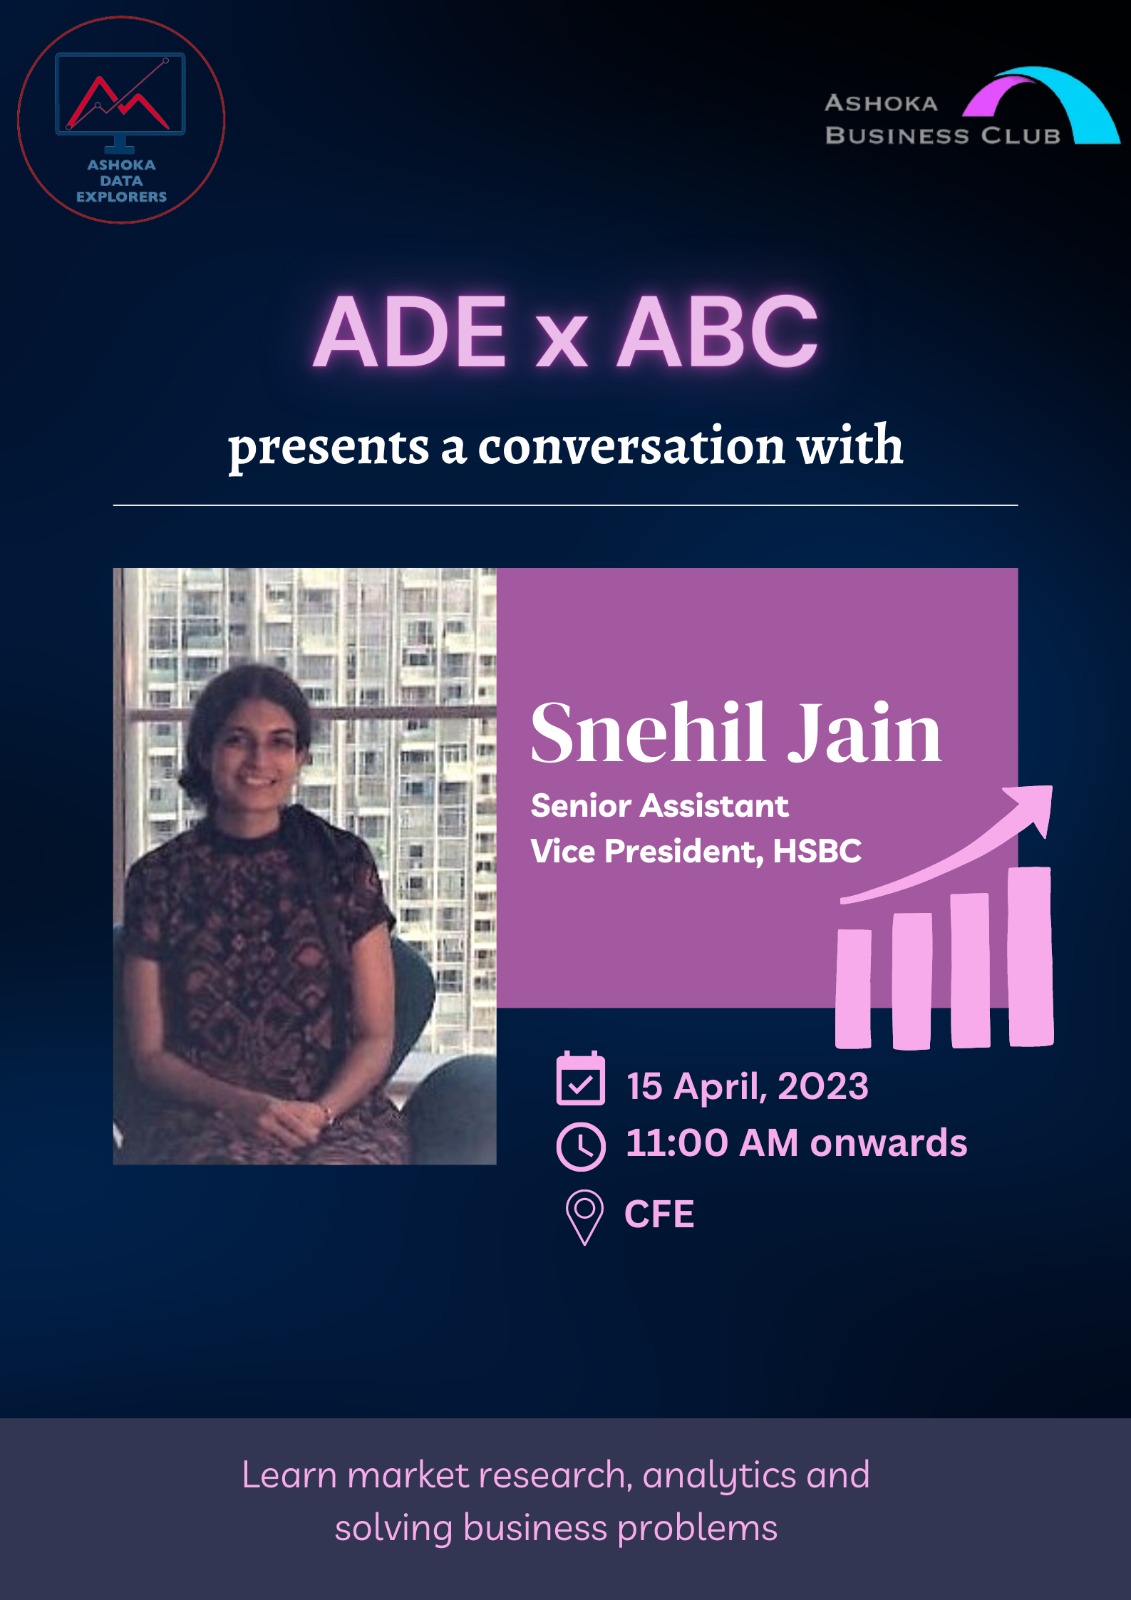 ASHOKA
DATA
EXPLORERS
ASHOKA
BUSINESS CLUB
ADE x ABC
presents a conversation with
Snehil Jain
Senior Assistant
Vice President, HSBC
15 April, 2023
11:00 AM onwards
CFE
Learn market research, analytics and
solving business problems